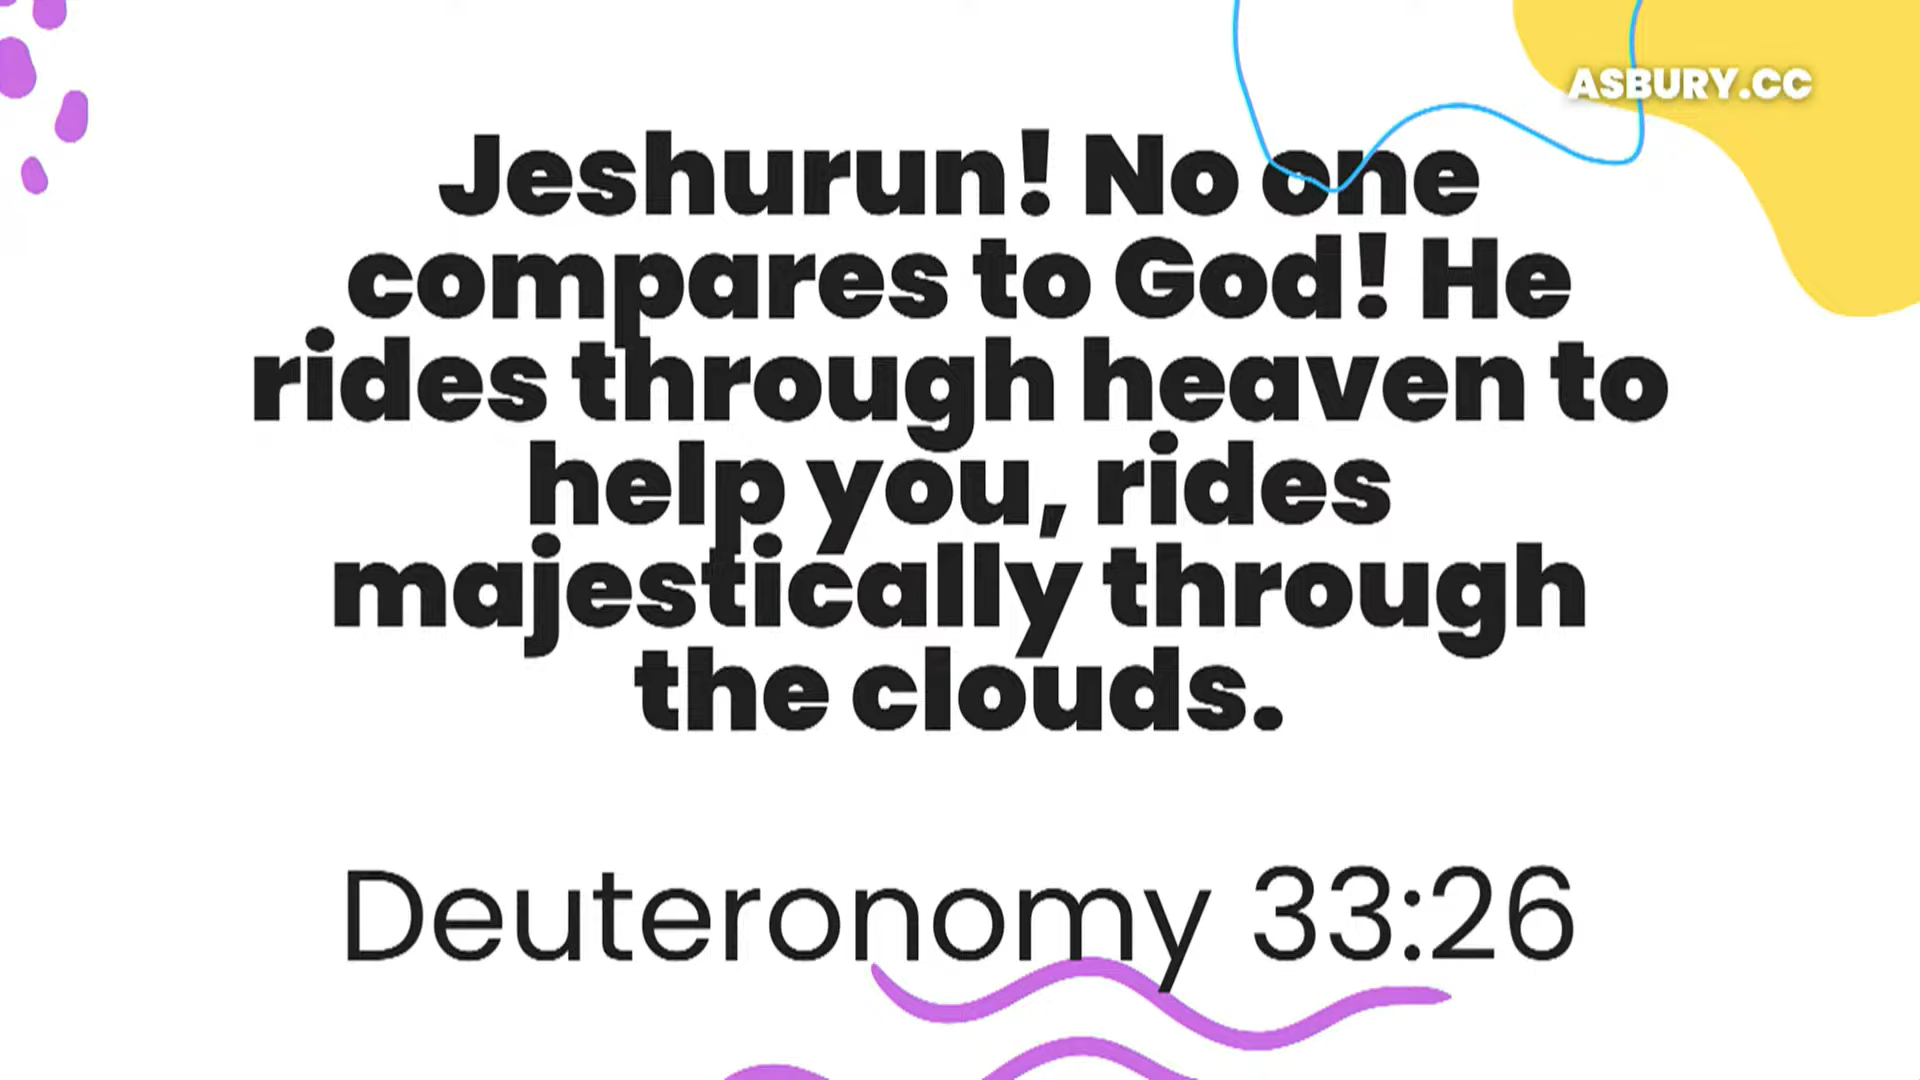 ASBURY.CC
Jeshurun! No one
compares to God! He
rides through heaven to
help you, rides
majestically through
the clouds.
Deuteronomy 33:26